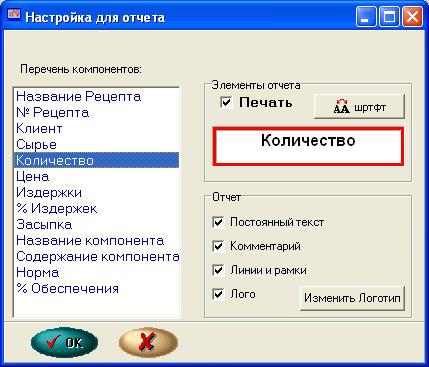 Настройка для отчета
Перечень компонентов:
Название Рецепта
№ Рецепта
Клиент
Сырье
Количество
Цена
Издержки
% Издержек
Засыпка
Название компонента
Содержание компонента
Норма
% Обеспечения
Элементы отчета
Печать
АА шртфт
Количество
Отчет
Постоянный текст
Комментарий
Линии и рамки
Лого
Изменить Логотип
OK